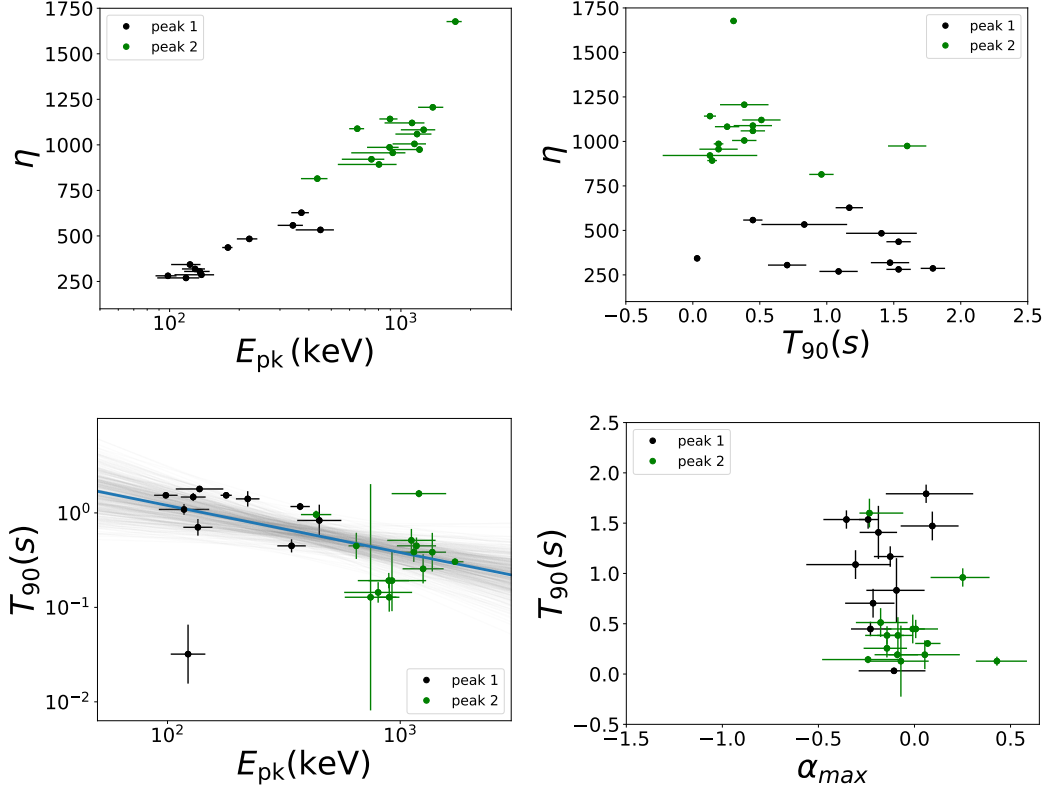 1750
1500
1250
1000
750
500
250
η
peak 1
peak 2
10² 10³
E_pk (keV)
1750
1500
1250
1000
750
500
250
η
peak 1
peak 2
−0.5 0.0 0.5 1.0 1.5 2.0 2.5
T₉₀(s)
10⁰
10⁻¹
10⁻²
T₉₀(s)
peak 1
peak 2
10² 10³
E_pk(keV)
2.5
2.0
1.5
1.0
0.5
0.0
−0.5
T₉₀(s)
peak 1
peak 2
−1.5 −1.0 −0.5 0.0 0.5
α_max